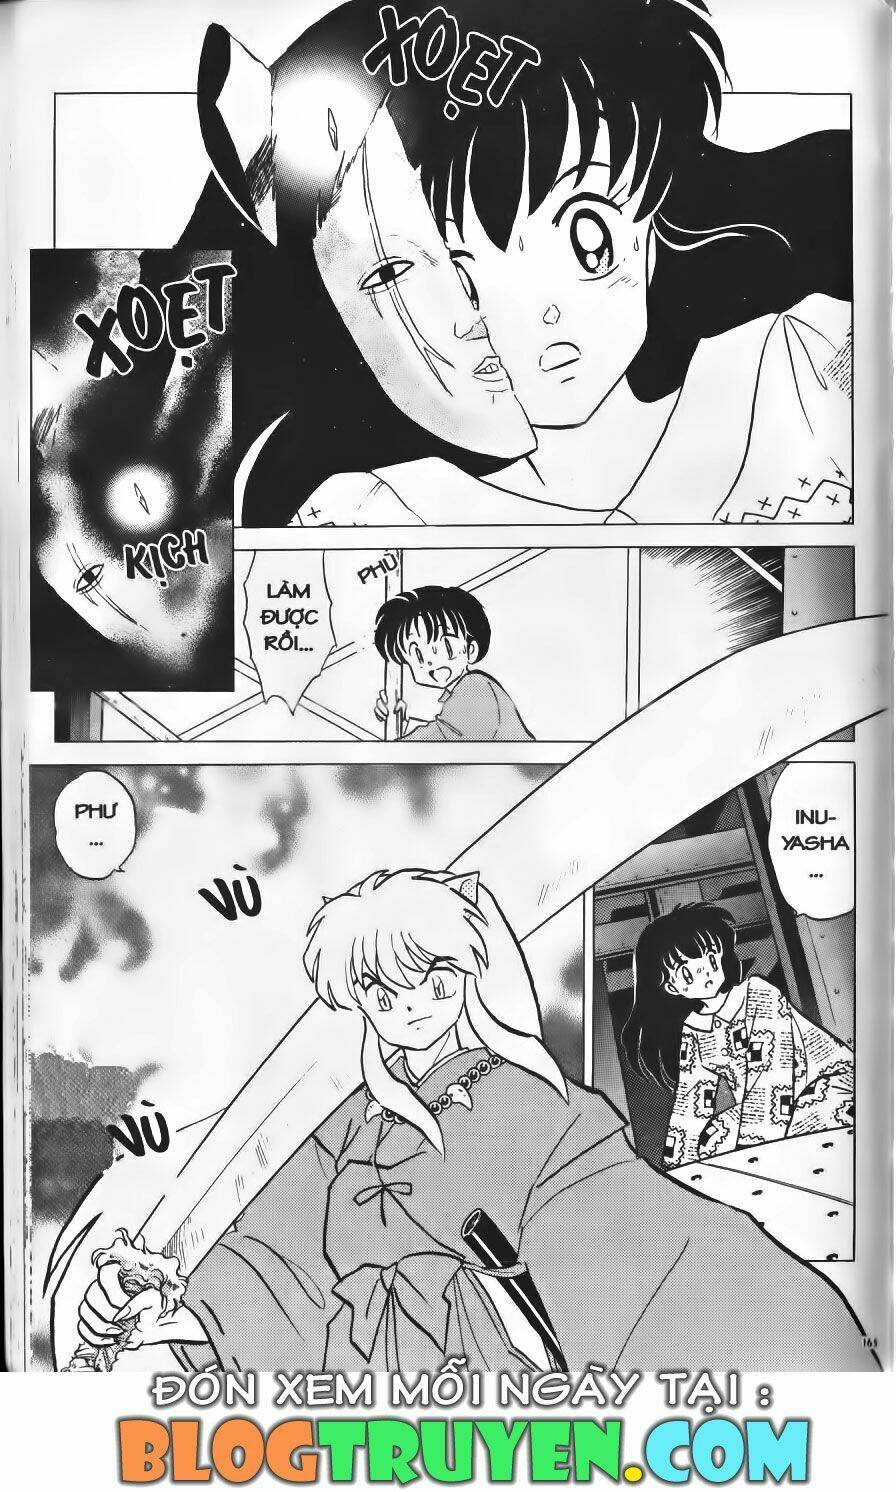 XOẸT
XOẸT
KỊCH
PHÙ
LÀM
ĐƯỢC
RỒI...
PHƯ
...
VÙ
INU-
YASHA
...
VÙ
165
ĐÓN XEM MỖI NGÀY TẠI :
BLOGTRUYEN.COM